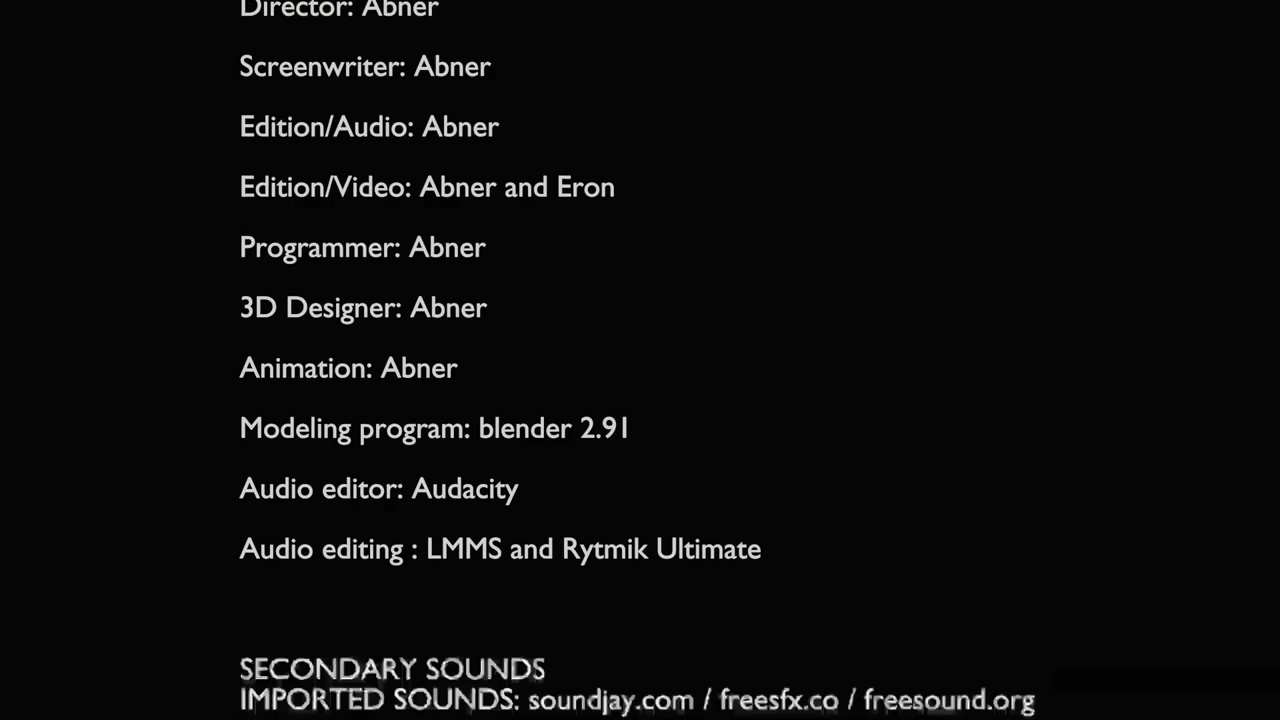 Director: Abner
Screenwriter: Abner
Edition/Audio: Abner
Edition/Video: Abner and Eron
Programmer: Abner
3D Designer: Abner
Animation: Abner
Modeling program: blender 2.91
Audio editor: Audacity
Audio editing : LMMS and Rytmik Ultimate
SECONDARY SOUNDS
IMPORTED SOUNDS: soundjay.com / freesfx.co / freesound.org